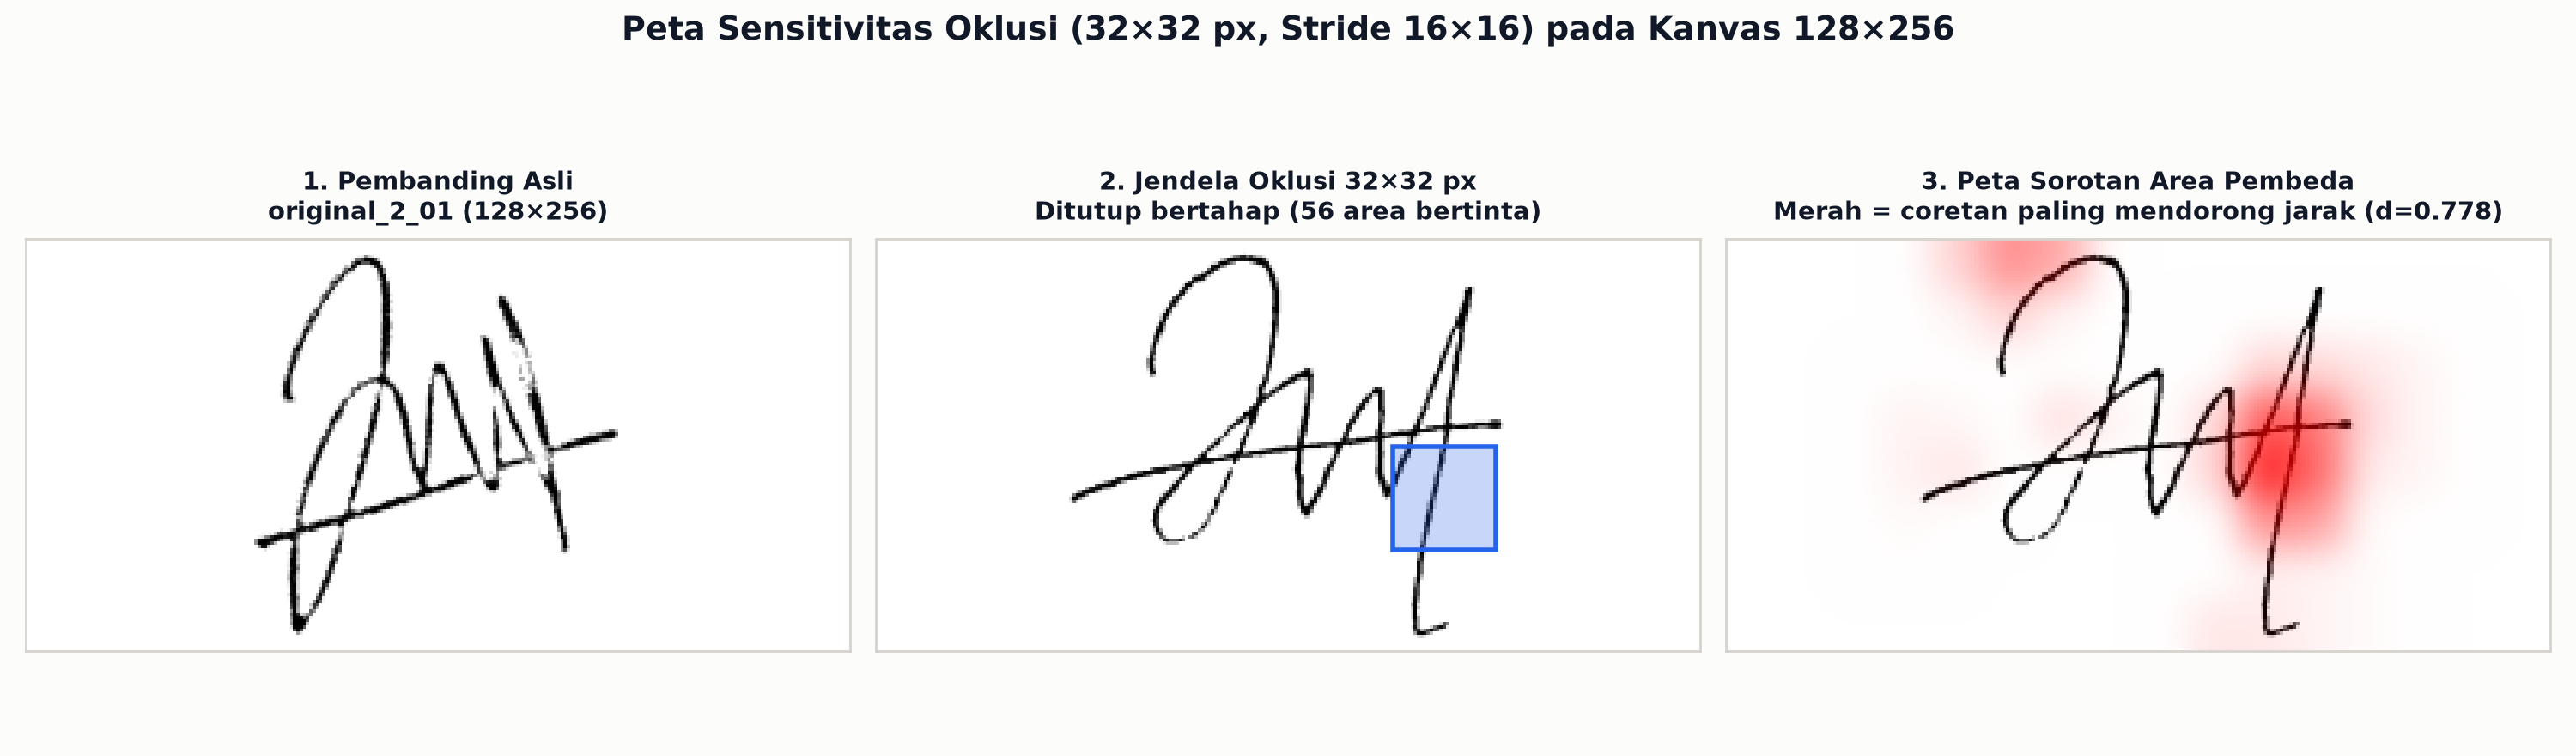 Peta Sensitivitas Oklusi (32×32 px, Stride 16×16) pada Kanvas 128×256
1. Pembanding Asli
original_2_01 (128×256)
2. Jendela Oklusi 32×32 px
Ditutup bertahap (56 area bertinta)
3. Peta Sorotan Area Pembeda
Merah = coretan paling mendorong jarak (d=0.778)